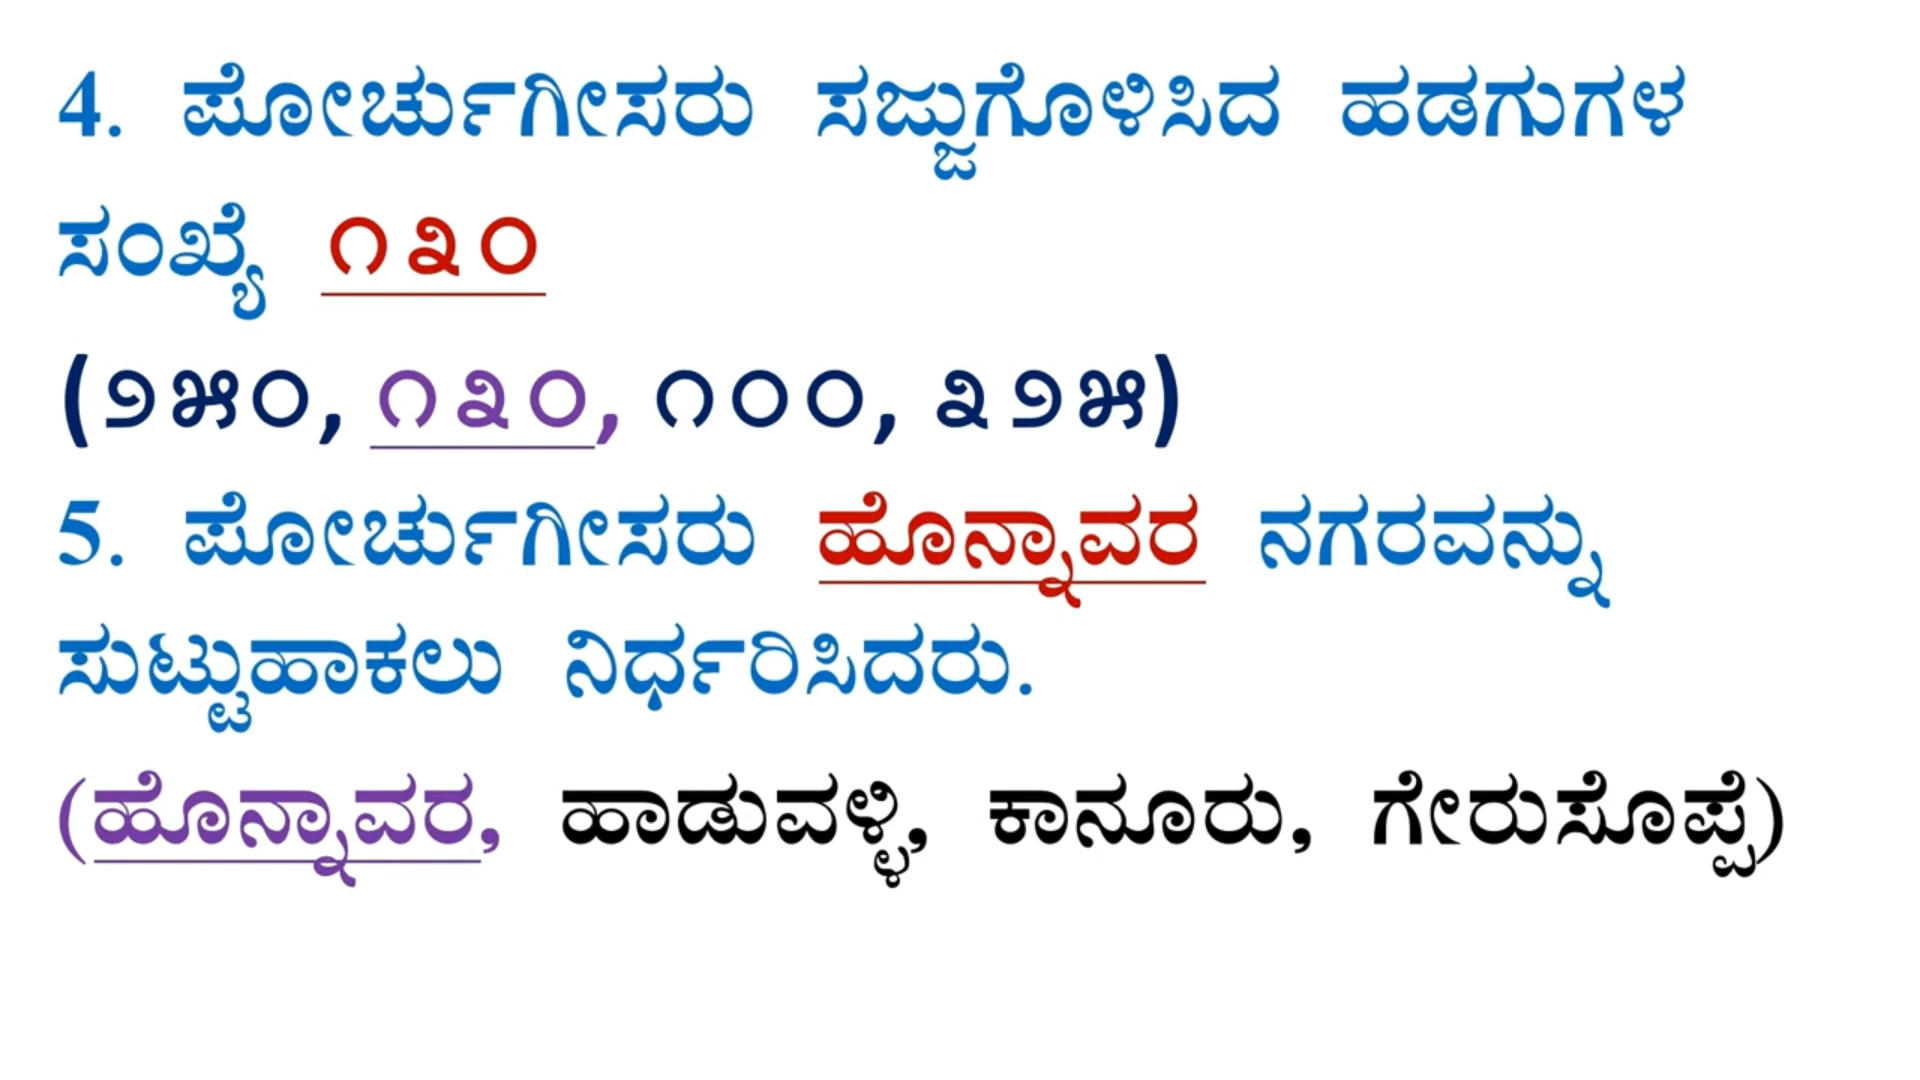 4. ಪೋರ್ಚುಗೀಸರು ಸಜ್ಜುಗೊಳಿಸಿದ ಹಡಗುಗಳ
ಸಂಖ್ಯೆ ೧೩೦
(೨೫೦, ೧೩೦, ೧೦೦, ೩೨೫)
5. ಪೋರ್ಚುಗೀಸರು ಹೊನ್ನಾವರ ನಗರವನ್ನು
ಸುಟ್ಟುಹಾಕಲು ನಿರ್ಧರಿಸಿದರು.
(ಹೊನ್ನಾವರ, ಹಾಡುವಳ್ಳಿ, ಕಾನೂರು, ಗೇರುಸೊಪ್ಪೆ)